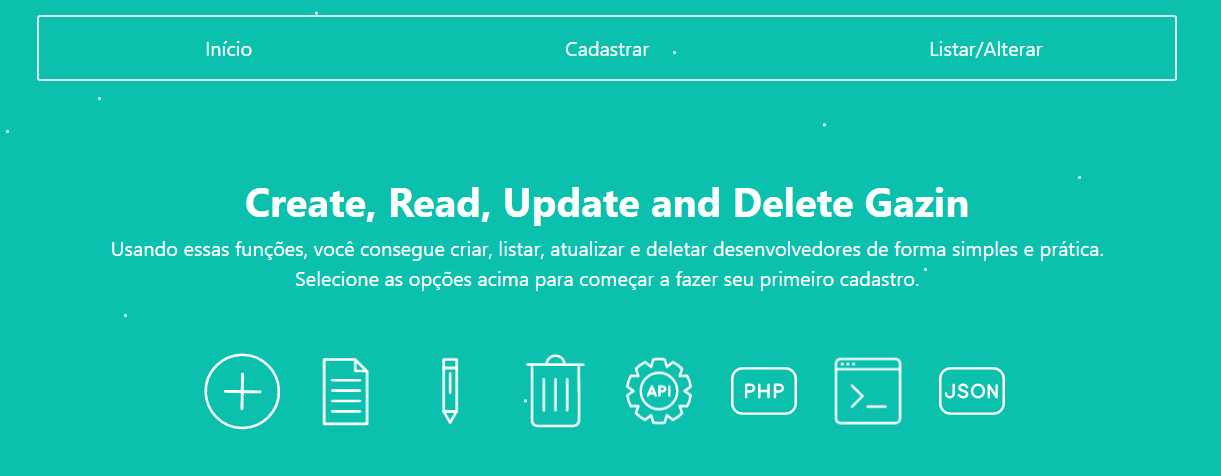 Início
Cadastrar
Listar/Alterar
Create, Read, Update and Delete Gazin
Usando essas funções, você consegue criar, listar, atualizar e deletar desenvolvedores de forma simples e prática.
Selecione as opções acima para começar a fazer seu primeiro cadastro.
API
PHP
JSON